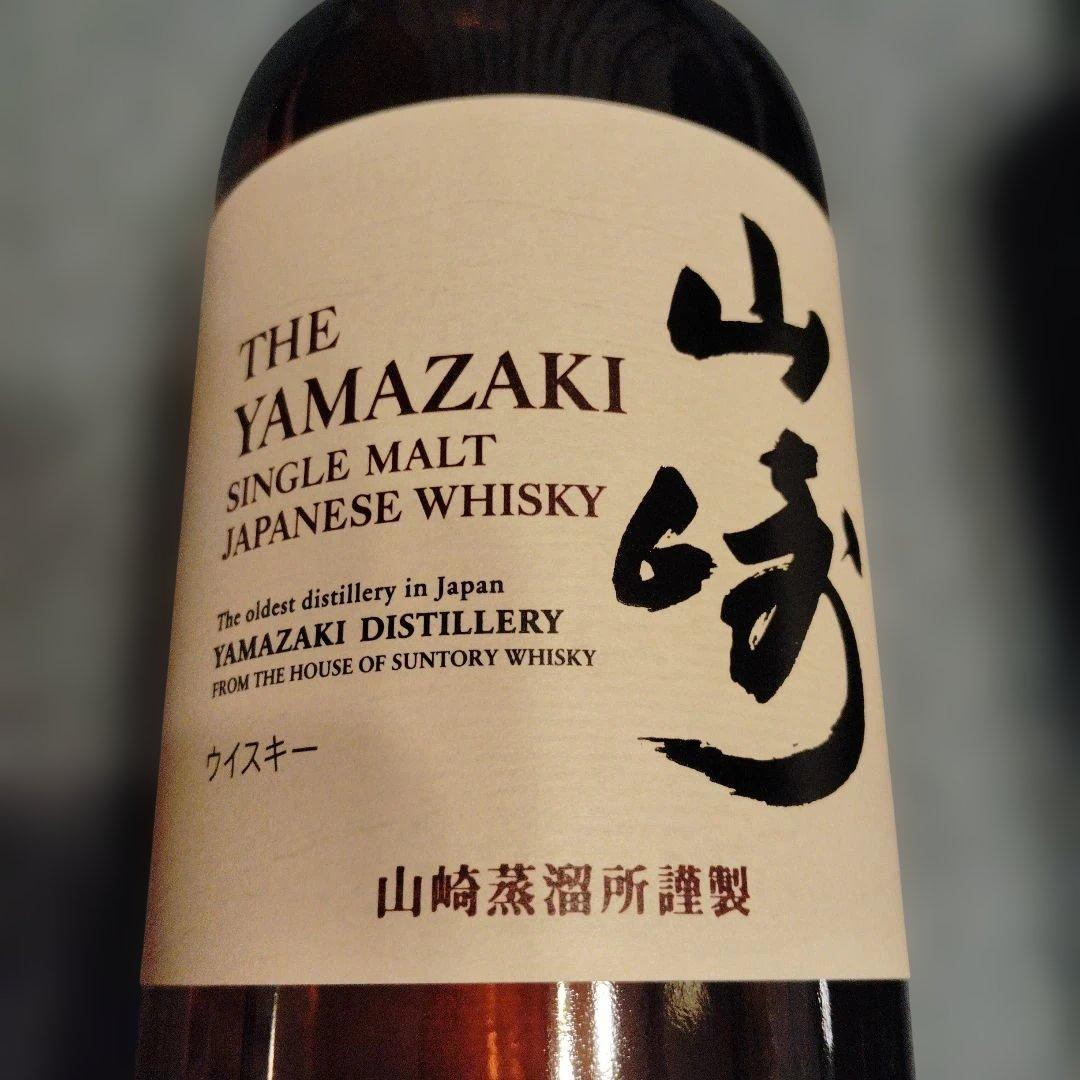 THE
YAMAZAKI
SINGLE MALT
JAPANESE WHISKY
The oldest distillery in Japan
YAMAZAKI DISTILLERY
FROM THE HOUSE OF SUNTORY WHISKY
ウイスキー
山崎
山崎蒸溜所謹製